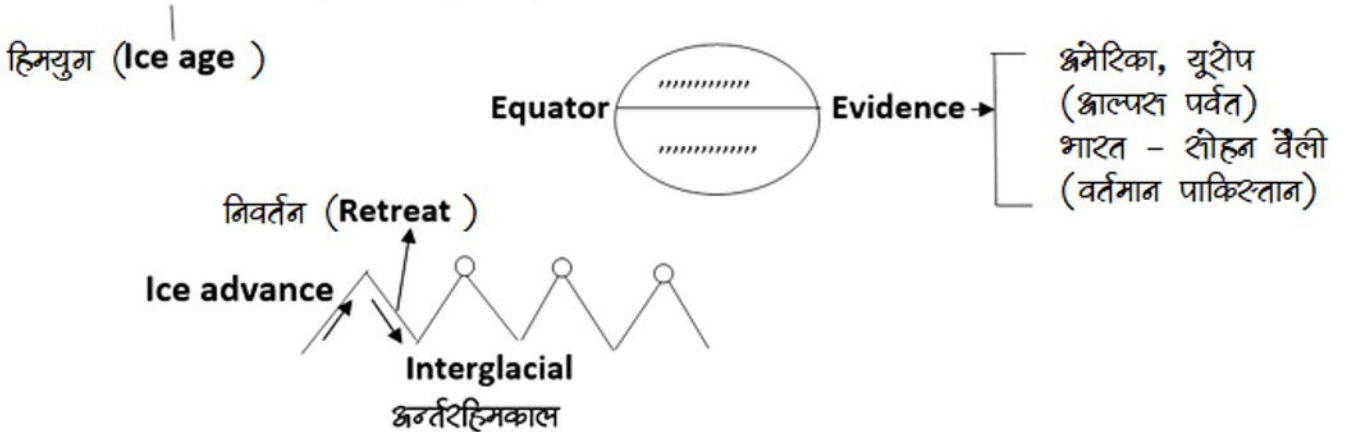 हिमयुग (Ice age )
Equator
Evidence
अमेरिका, यूरोप
(आल्पस पर्वत)
भारत – सोहन वैली
(वर्तमान पाकिस्तान)
निवर्तन (Retreat )
Ice advance
Interglacial
अर्न्तरहिमकाल